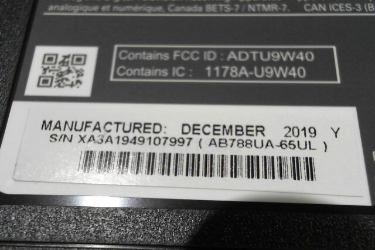 analogique et numérique, Canada BETS-7 / NTMR-7. CAN ICES-3 (B
Contains FCC ID : ADTU9W40
Contains IC : 1178A-U9W40
MANUFACTURED: DECEMBER 2019 Y
S/N XA3A1949107997 ( AB788UA-65UL )